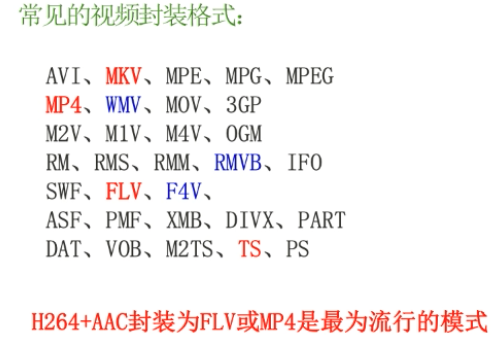 常见的视频封装格式：
AVI、MKV、MPE、MPG、MPEG
MP4、WMV、MOV、3GP
M2V、M1V、M4V、OGM
RM、RMS、RMM、RMVB、IFO
SWF、FLV、F4V、
ASF、PMF、XMB、DIVX、PART
DAT、VOB、M2TS、TS、PS
H264+AAC封装为FLV或MP4是最为流行的模式